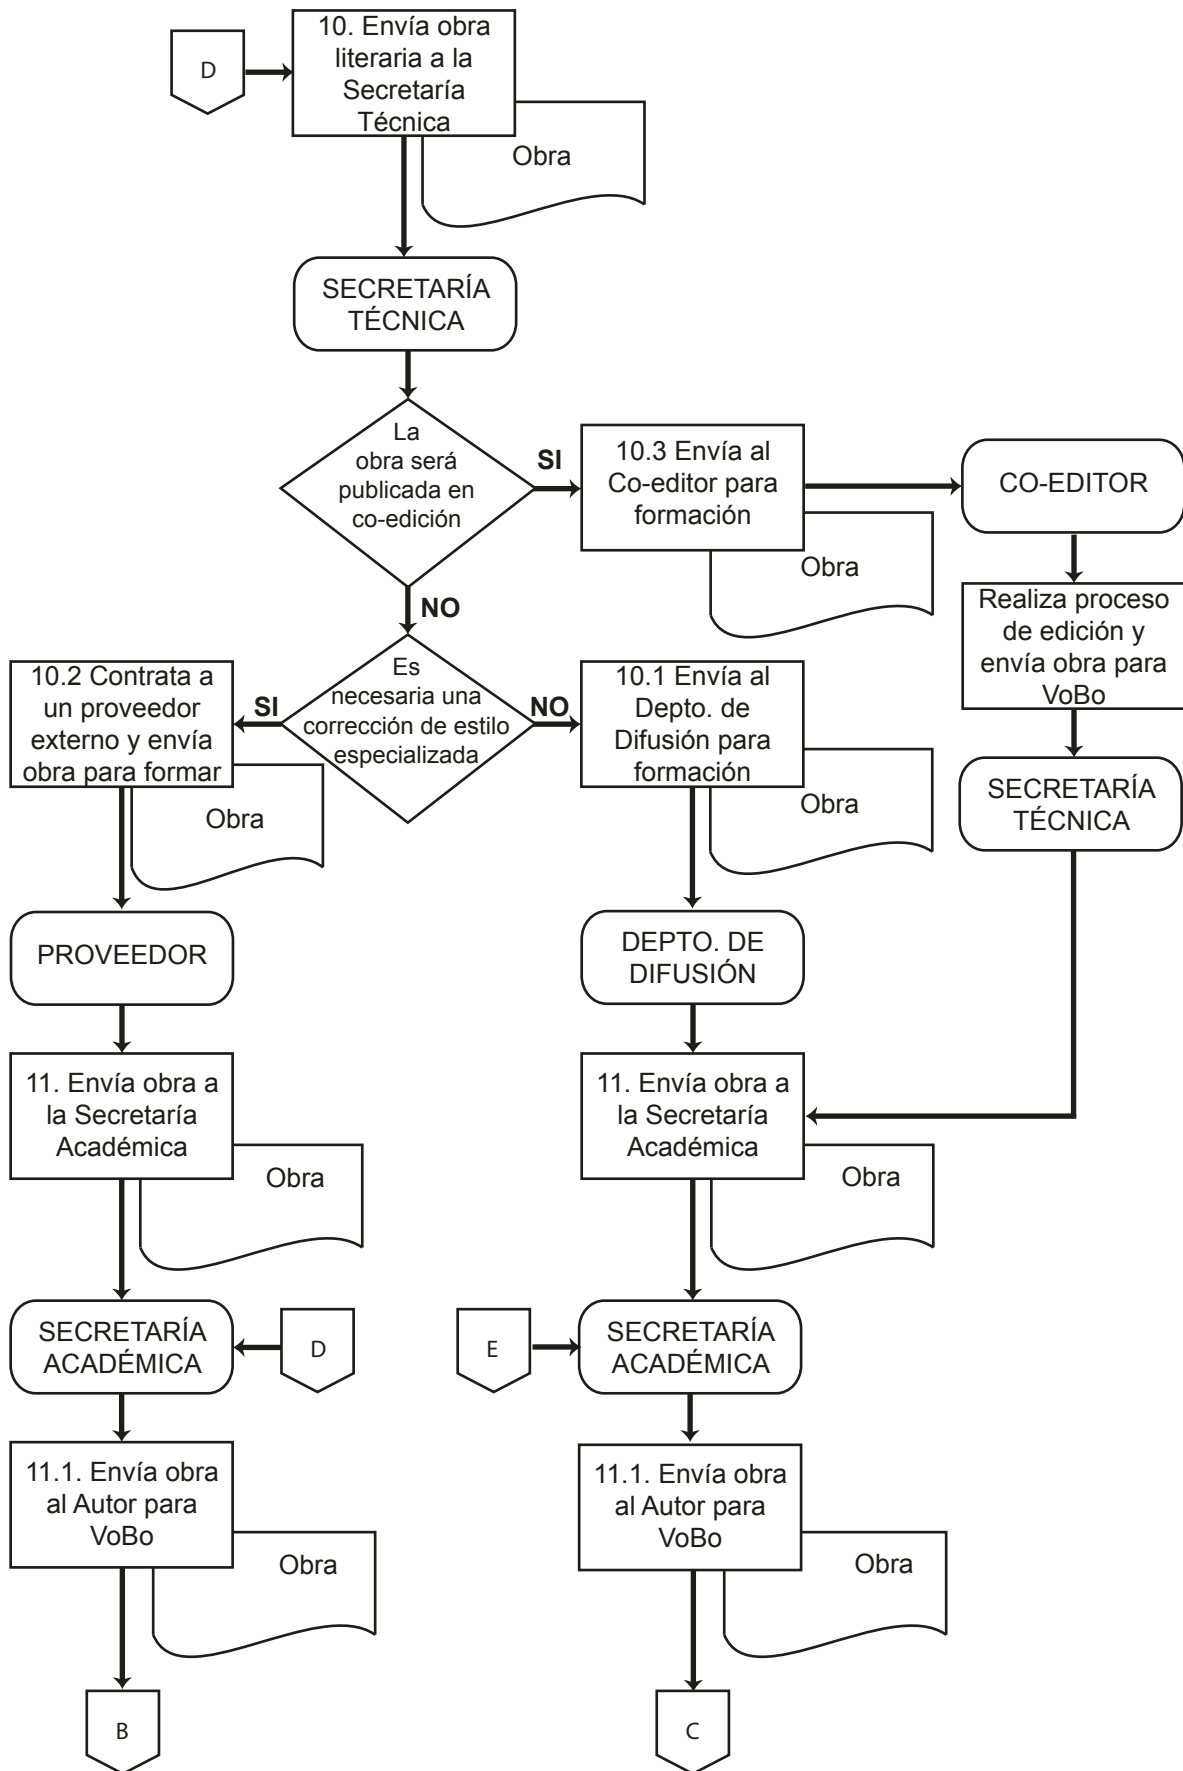 D
10. Envía obra
literaria a la
Secretaría
Técnica
Obra
SECRETARÍA
TÉCNICA
La
obra será
publicada en
co-edición
SI
10.3 Envía al
Co-editor para
formación
Obra
CO-EDITOR
Realiza proceso
de edición y
envía obra para
VoBo
SECRETARÍA
TÉCNICA
NO
Es
necesaria una
corrección de estilo
especializada
SI
10.2 Contrata a
un proveedor
externo y envía
obra para formar
Obra
NO
10.1 Envía al
Depto. de
Difusión para
formación
Obra
PROVEEDOR
DEPTO. DE
DIFUSIÓN
11. Envía obra a
la Secretaría
Académica
Obra
11. Envía obra a
la Secretaría
Académica
Obra
SECRETARÍA
ACADÉMICA
D
E
SECRETARÍA
ACADÉMICA
11.1. Envía obra
al Autor para
VoBo
Obra
11.1. Envía obra
al Autor para
VoBo
Obra
B
C